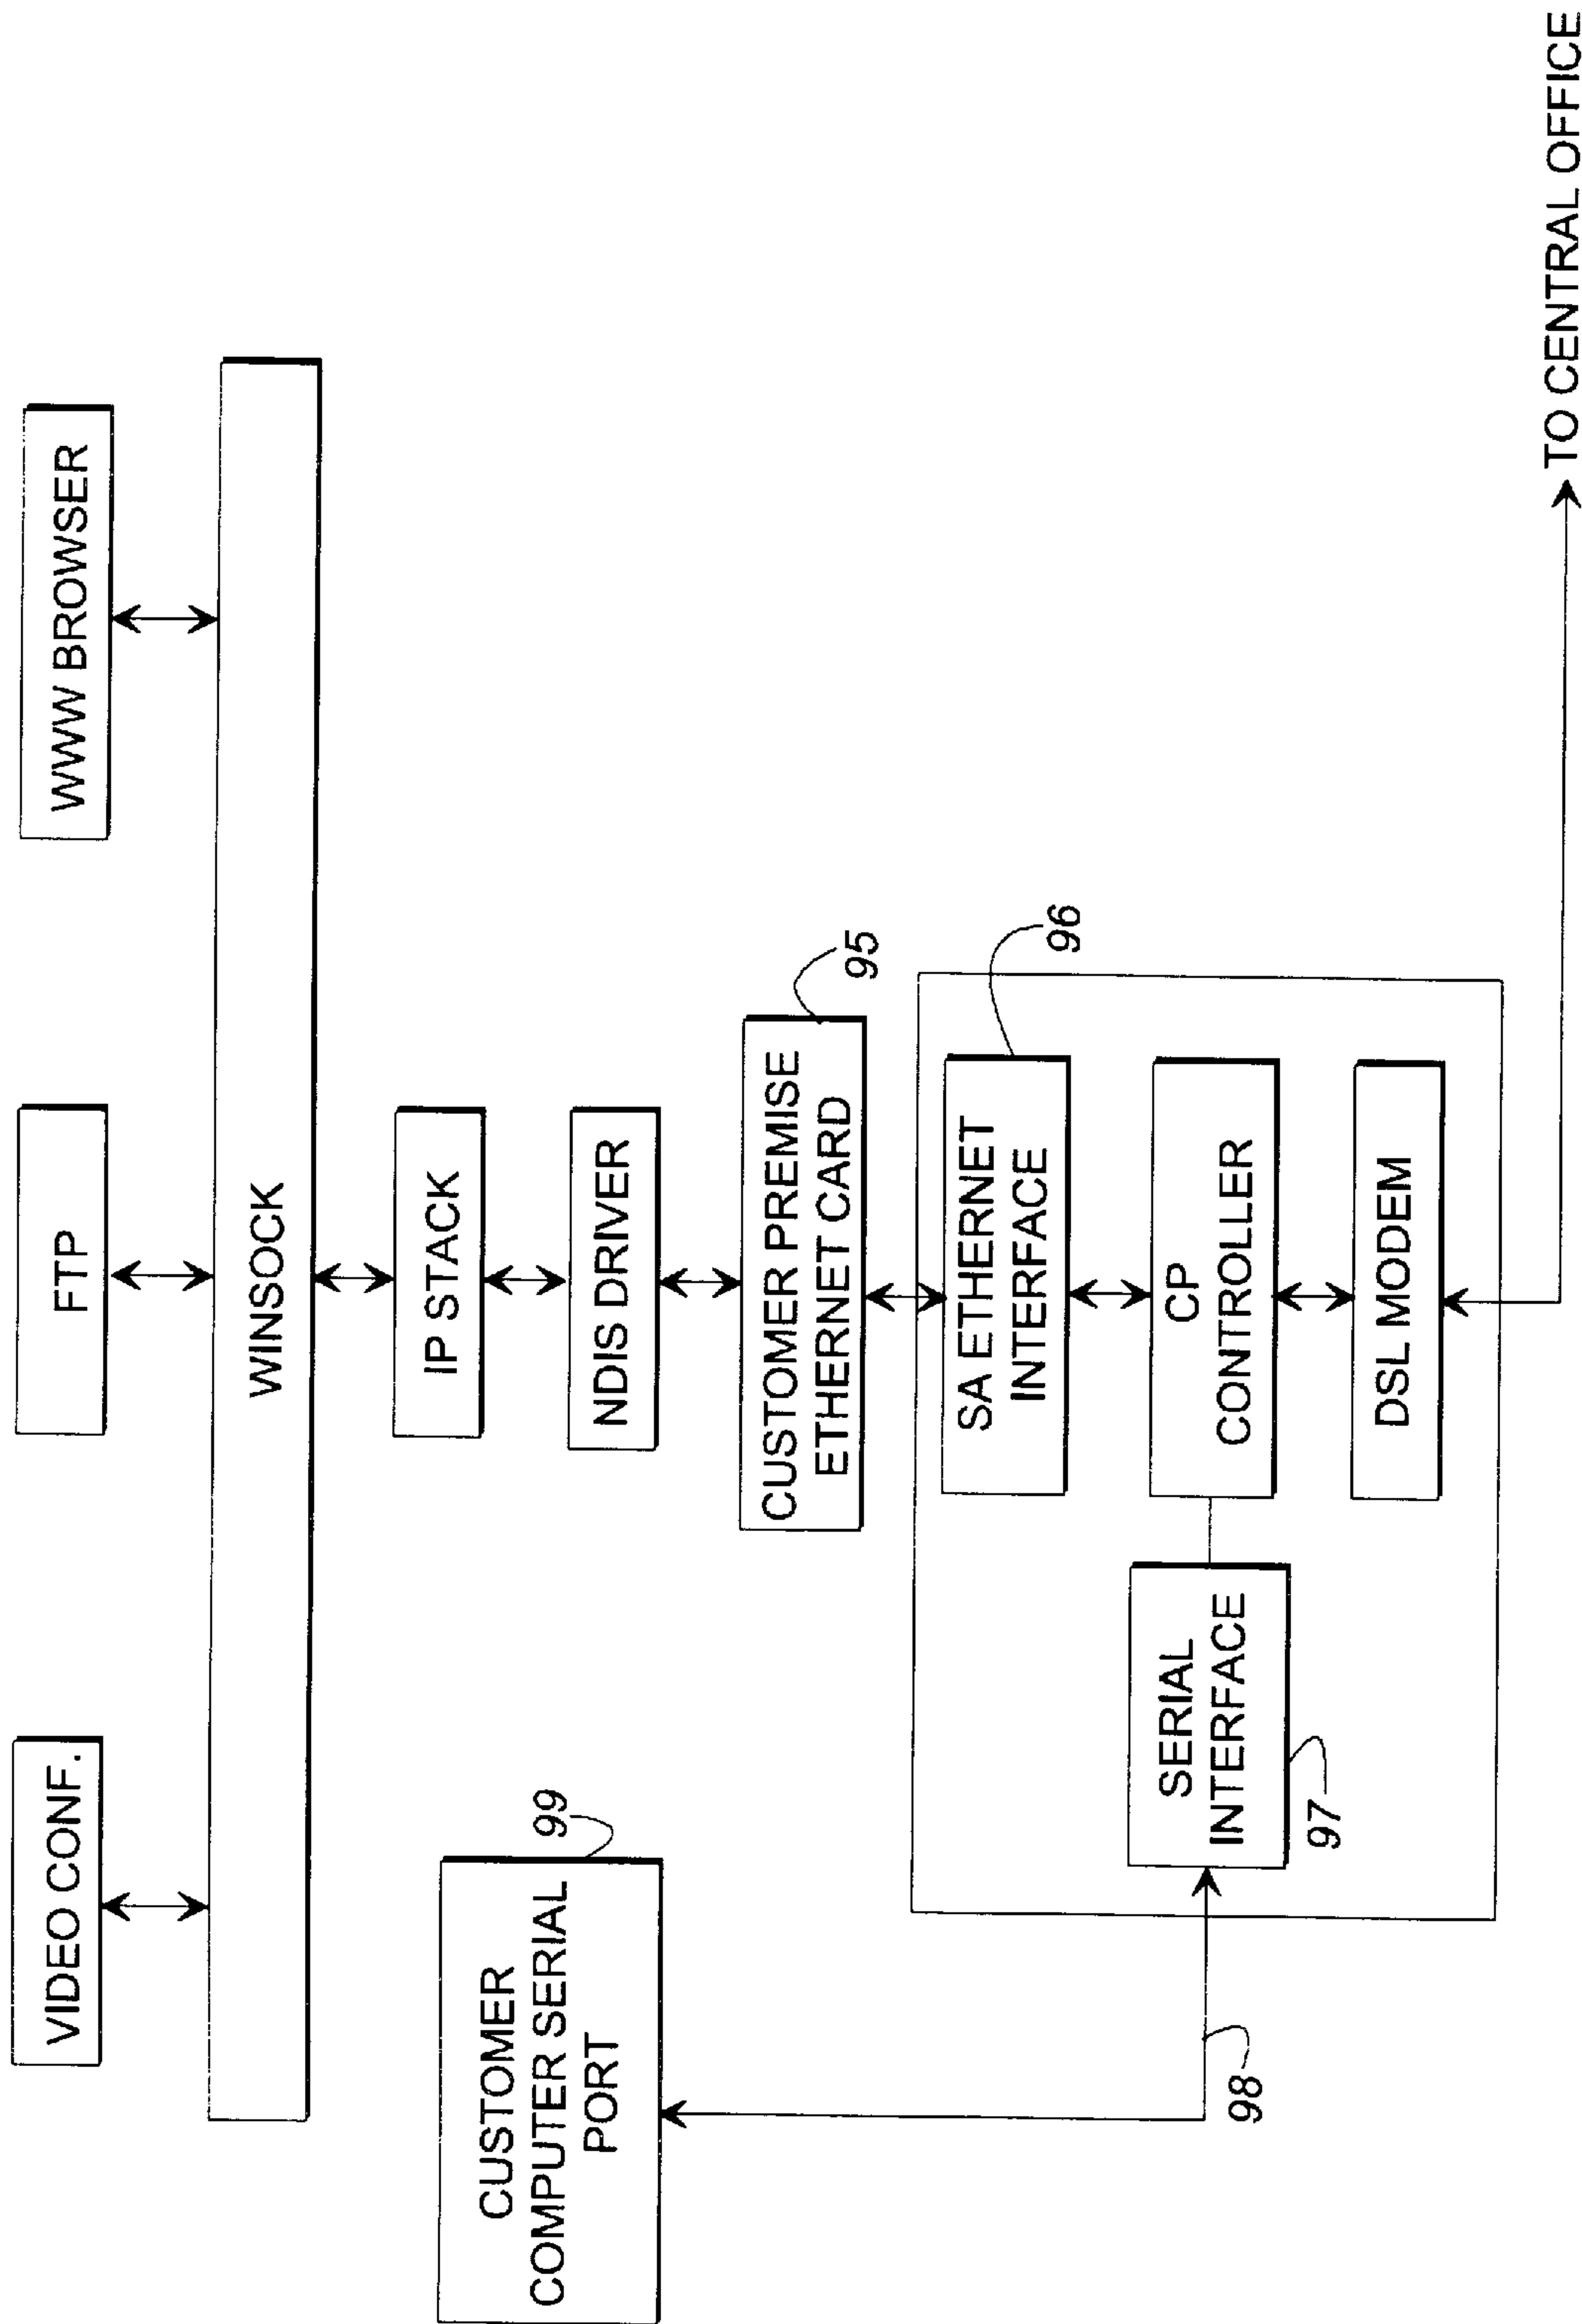 VIDEO CONF.
FTP
WWW BROWSER
WINSOCK
CUSTOMER
COMPUTER SERIAL
PORT
99
IP STACK
NDIS DRIVER
CUSTOMER PREMISE
ETHERNET CARD
95
SA ETHERNET
INTERFACE
96
SERIAL
INTERFACE
97
CP
CONTROLLER
98
DSL MODEM
TO CENTRAL OFFICE